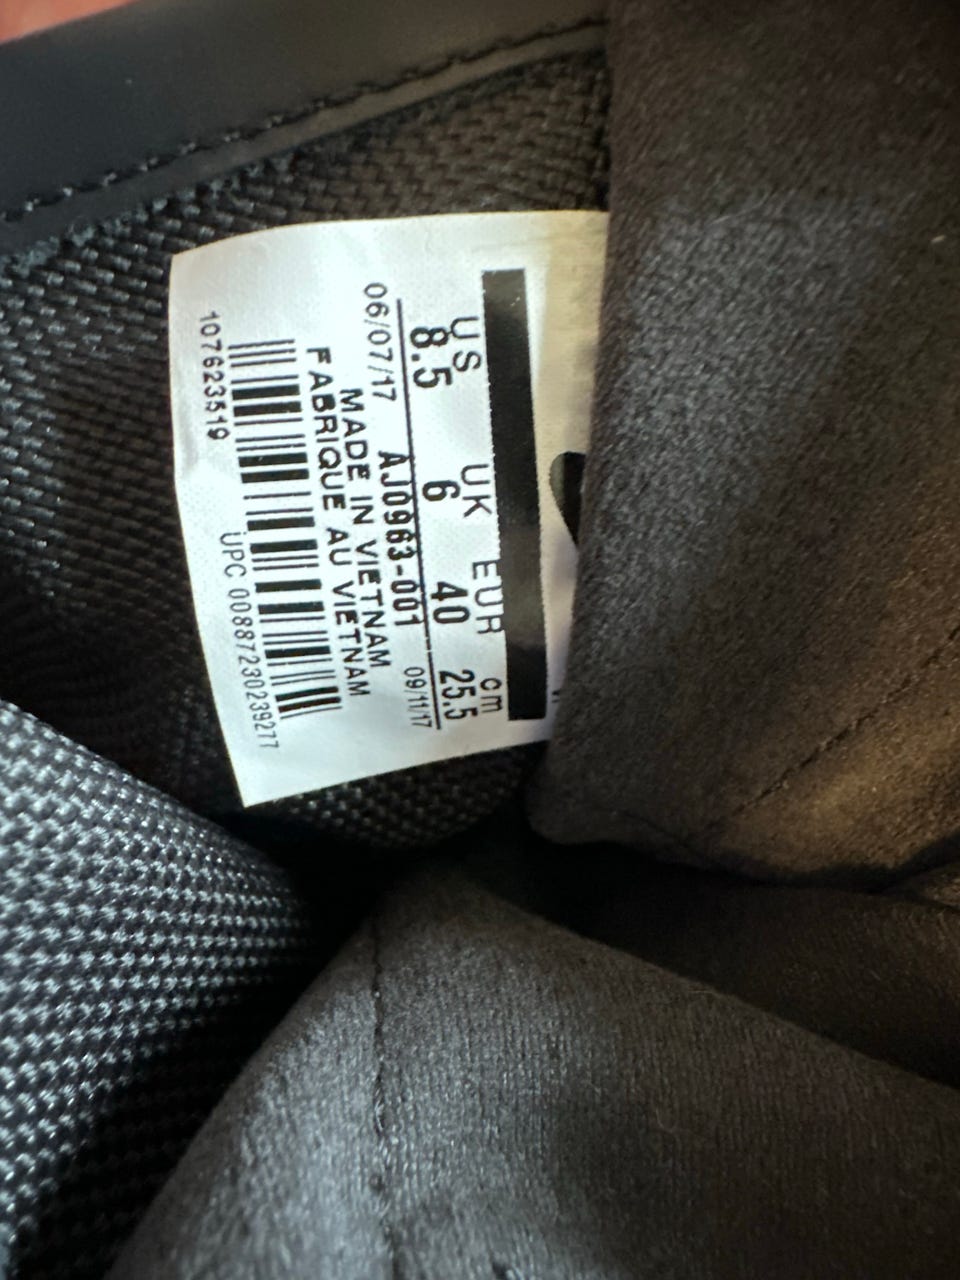 US UK EUR cm
8.5 6 40 25.5
06/07/17 AJ0963-001 09/11/17
MADE IN VIETNAM
FABRIQUE AU VIETNAM
107623519 UPC 00887230239277